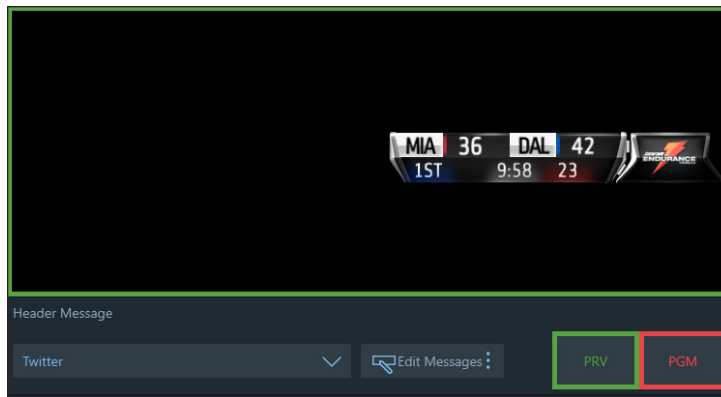 MIA 36 DAL 42
1ST 9:58 23
ENDURANCE
Header Message
Twitter
Edit Messages
PRV
PGM